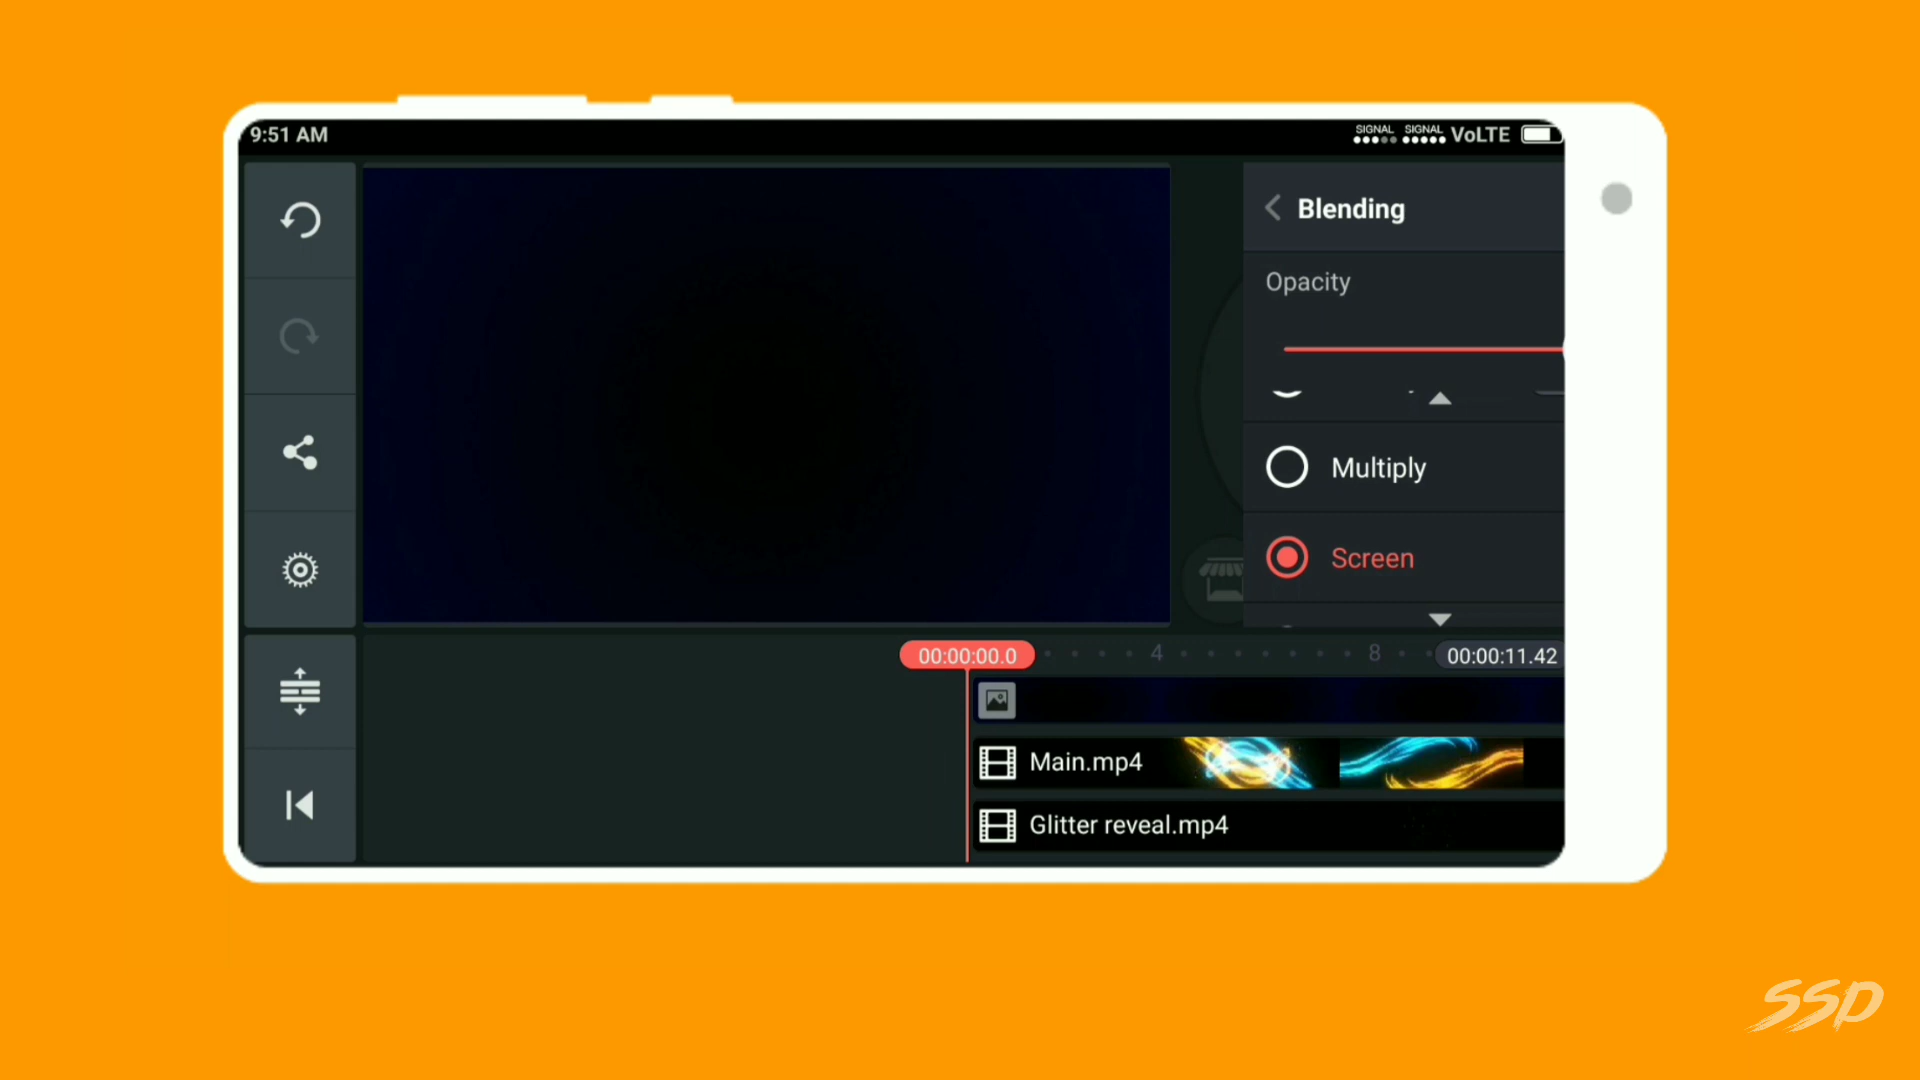 9:51 AM
SIGNAL SIGNAL VoLTE
Blending
Opacity
Multiply
Screen
00:00:00.0 4 8 00:00:11.42
Main.mp4
Glitter reveal.mp4
SSD